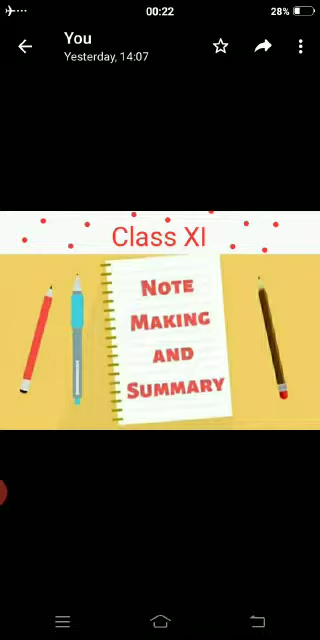 00:22
28%
You
Yesterday, 14:07
Class XI
NOTE
MAKING
AND
SUMMARY